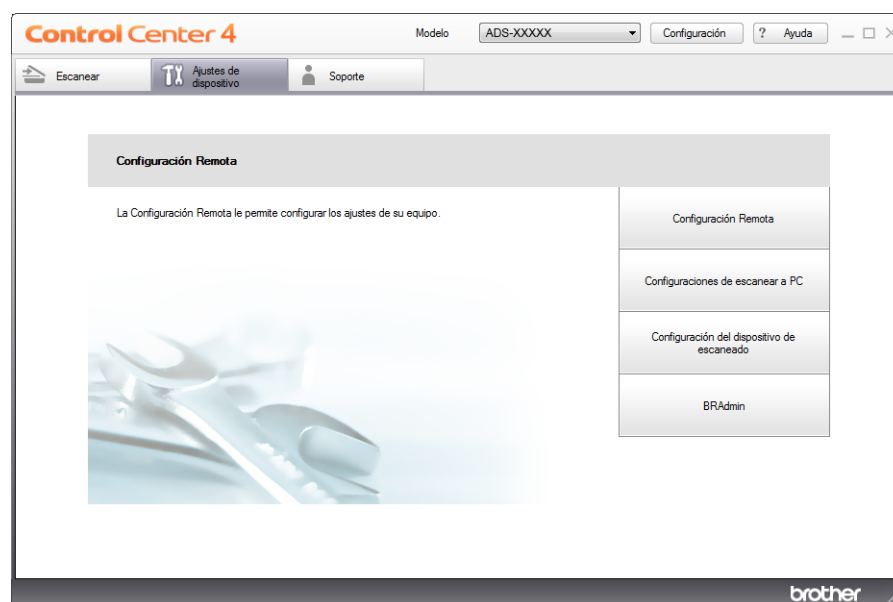 Control Center 4
Modelo
ADS-XXXXX
Configuración
? Ayuda
Escanear
Ajustes de
dispositivo
Soporte
Configuración Remota
La Configuración Remota le permite configurar los ajustes de su equipo.
Configuración Remota
Configuraciones de escanear a PC
Configuración del dispositivo de
escaneado
BRAdmin
brother